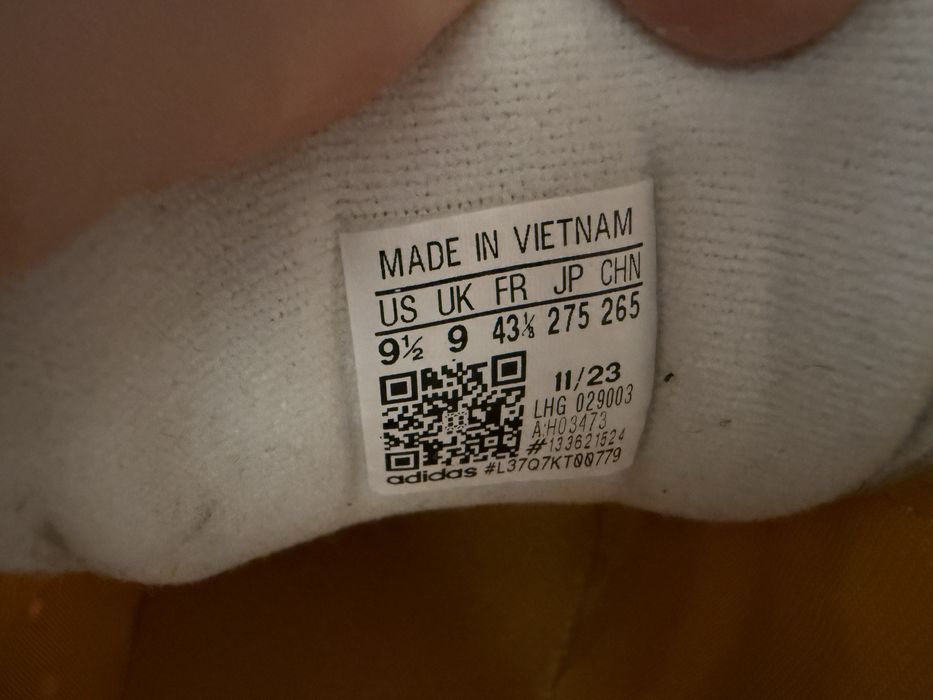 MADE IN VIETNAM
US UK FR JP CHN
9½ 9 43⅓ 275 265
11/23
LHG 029003
A:H03473
#133621524
adidas #L37Q7KT00779